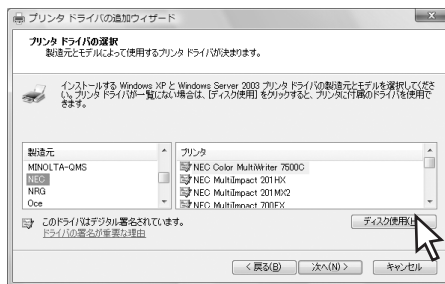 プリンタ ドライバの追加ウィザード
プリンタ ドライバの選択
製造元とモデルによって使用するプリンタ ドライバが決まります。
インストールする Windows XP と Windows Server 2003 プリンタ ドライバの製造元とモデルを選択してくださ
い。プリンタ ドライバが一覧にない場合は、[ディスク使用] をクリックすると、プリンタに付属のドライバを使用で
きます。
製造元
MINOLTA-QMS
NEC
NRG
Oce
プリンタ
NEC Color MultiWriter 7500C
NEC MultiImpact 201HX
NEC MultiImpact 201MX2
NEC MultiImpact 700EX
このドライバはデジタル署名されています。
ドライバの署名が重要な理由
ディスク使用(H)...
< 戻る(B)
次へ(N) >
キャンセル